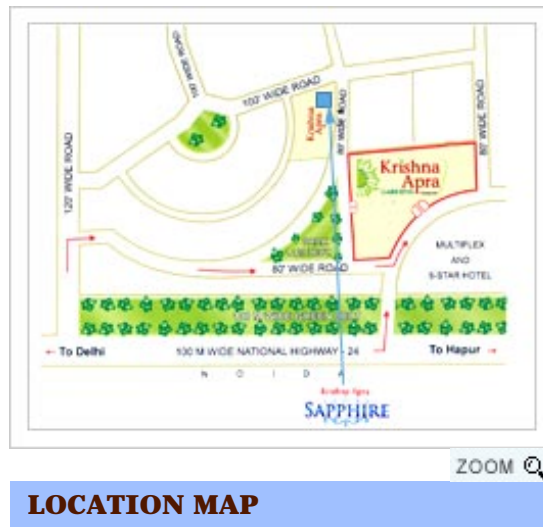 100' WIDE ROAD
100' WIDE ROAD
120' WIDE ROAD
80' WIDE ROAD
80' WIDE ROAD
Krishna
Apra
Krishna
Apra
MULTIPLEX
AND
5-STAR HOTEL
80' WIDE ROAD
← To Delhi
100 M WIDE NATIONAL HIGHWAY - 24
To Hapur →
N O I D A
Krishna Apra
SAPPHIRE
ZOOM
LOCATION MAP